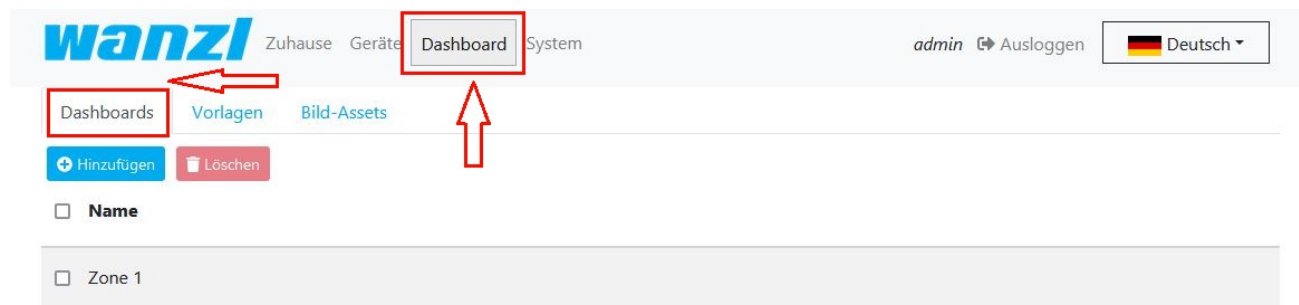 wanzl Zuhause Geräte Dashboard System admin Ausloggen Deutsch
Dashboards Vorlagen Bild-Assets
Hinzufügen Löschen
Name
Zone 1